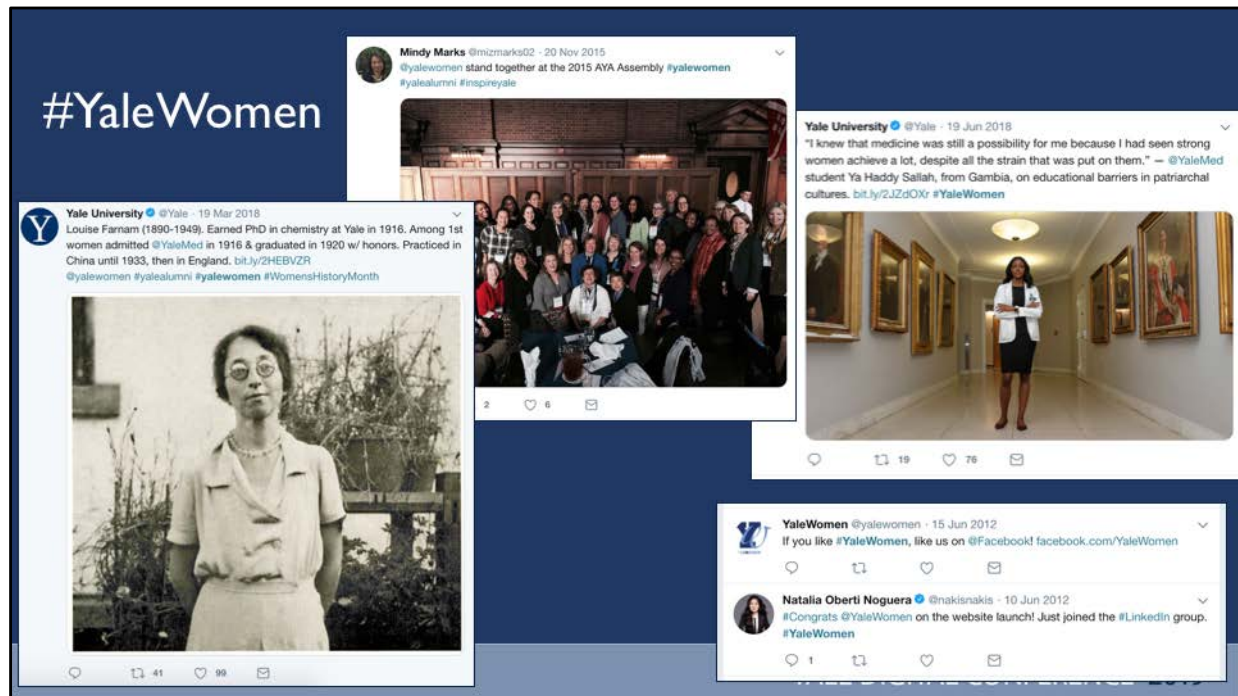 #YaleWomen
Mindy Marks @mizmarks02 · 20 Nov 2015
@yalewomen stand together at the 2015 AYA Assembly #yalewomen
#yalealumni #inspireyale
2 6
Yale University @Yale · 19 Jun 2018
"I knew that medicine was still a possibility for me because I had seen strong
women achieve a lot, despite all the strain that was put on them." — @YaleMed
student Ya Haddy Sallah, from Gambia, on educational barriers in patriarchal
cultures. bit.ly/2JZdOXr #YaleWomen
19 76
Y
Yale University @Yale · 19 Mar 2018
Louise Farnam (1890-1949). Earned PhD in chemistry at Yale in 1916. Among 1st
women admitted @YaleMed in 1916 & graduated in 1920 w/ honors. Practiced in
China until 1933, then in England. bit.ly/2HEBVZR
@yalewomen #yalealumni #yalewomen #WomensHistoryMonth
41 99
YaleWomen @yalewomen · 15 Jun 2012
If you like #YaleWomen, like us on @Facebook! facebook.com/YaleWomen
Natalia Oberti Noguera @nakisnakis · 10 Jun 2012
#Congrats @YaleWomen on the website launch! Just joined the #LinkedIn group.
#YaleWomen
1
YALE DIGITAL CONFERENCE 2019